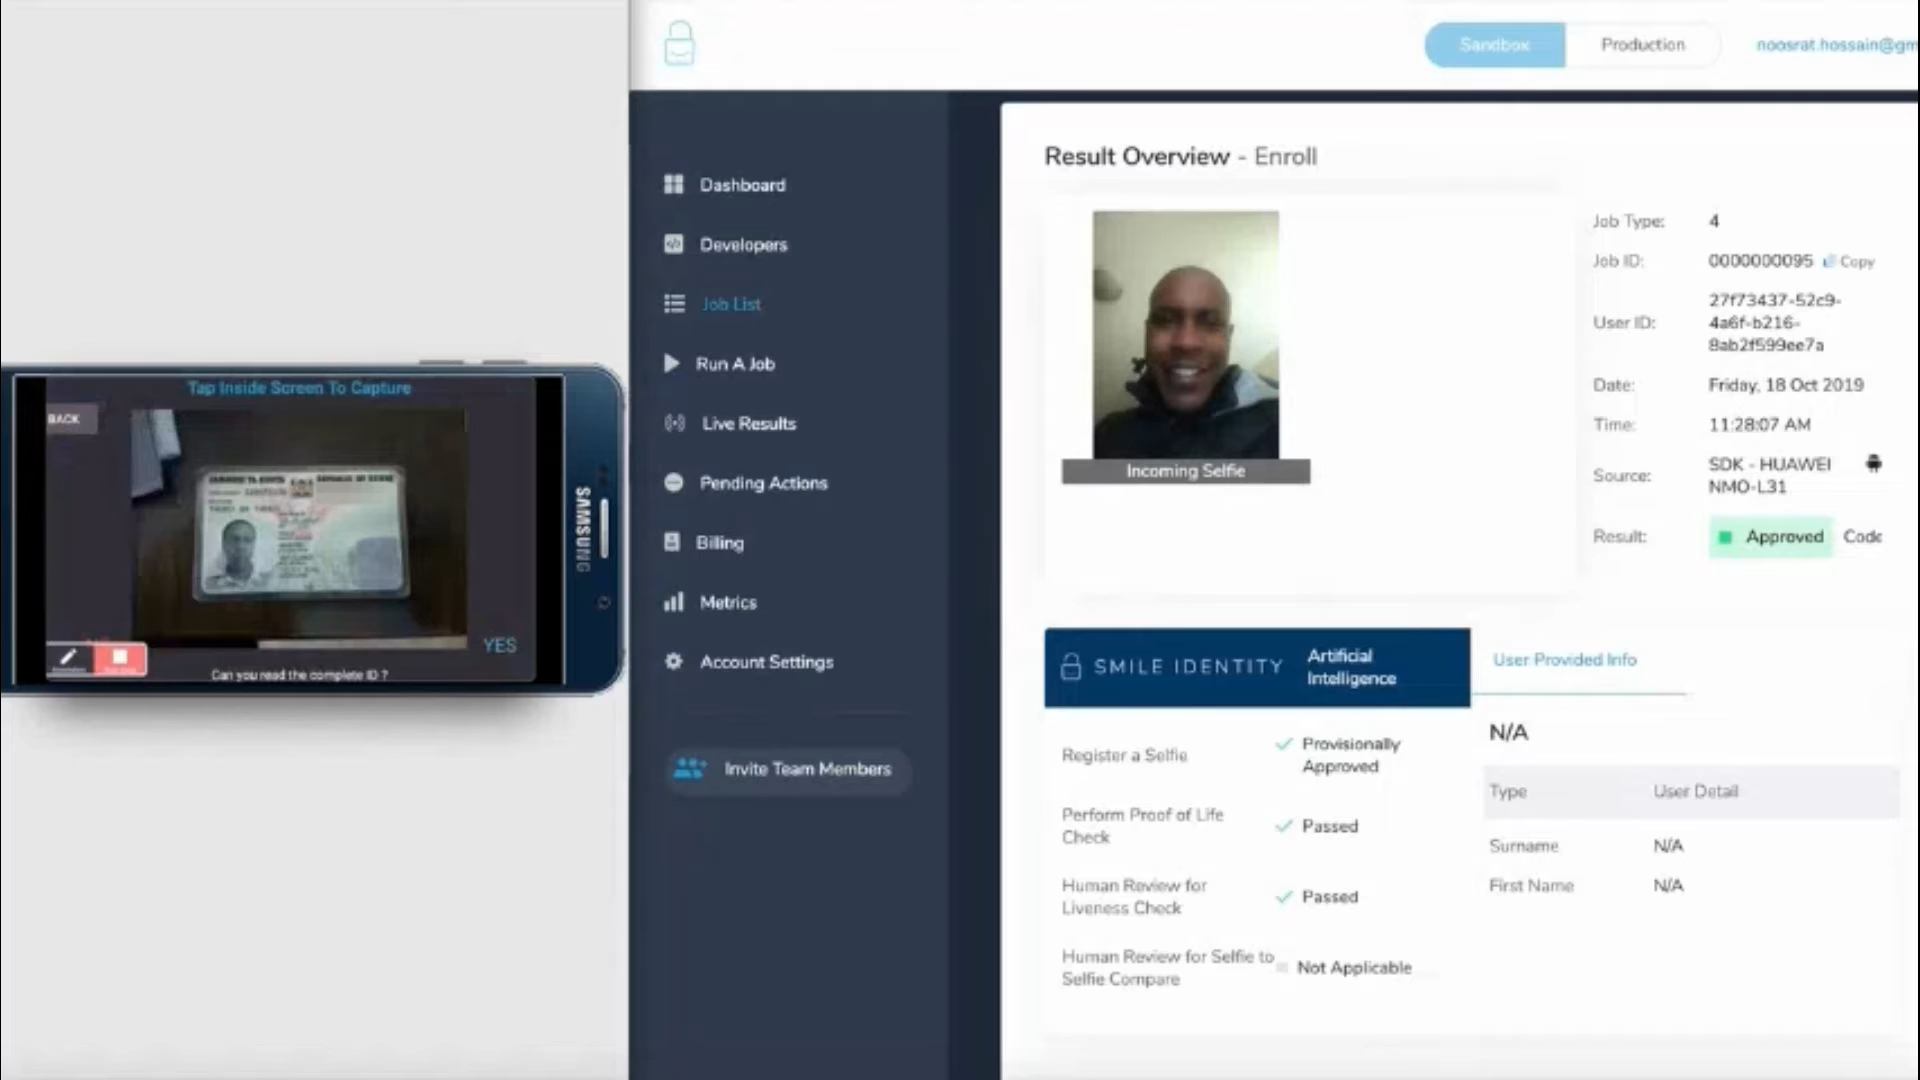 Tap Inside Screen To Capture
BACK
SAMSUNG
YES
Can you read the complete ID ?
Sandbox
Production
noosrat.hossain@gm
Dashboard
Developers
Job List
Run A Job
Live Results
Pending Actions
Billing
Metrics
Account Settings
Invite Team Members
Result Overview - Enroll
Incoming Selfie
Job Type: 4
Job ID: 0000000095 Copy
User ID: 27f73437-52c9-
4a6f-b216-
8ab2f599ee7a
Date: Friday, 18 Oct 2019
Time: 11:28:07 AM
Source: SDK - HUAWEI
NMO-L31
Result: Approved Code
SMILE IDENTITY
Artificial
Intelligence
Register a Selfie
Provisionally
Approved
Perform Proof of Life
Check
Passed
Human Review for
Liveness Check
Passed
Human Review for Selfie to
Selfie Compare
Not Applicable
User Provided Info
N/A
Type User Detail
Surname N/A
First Name N/A